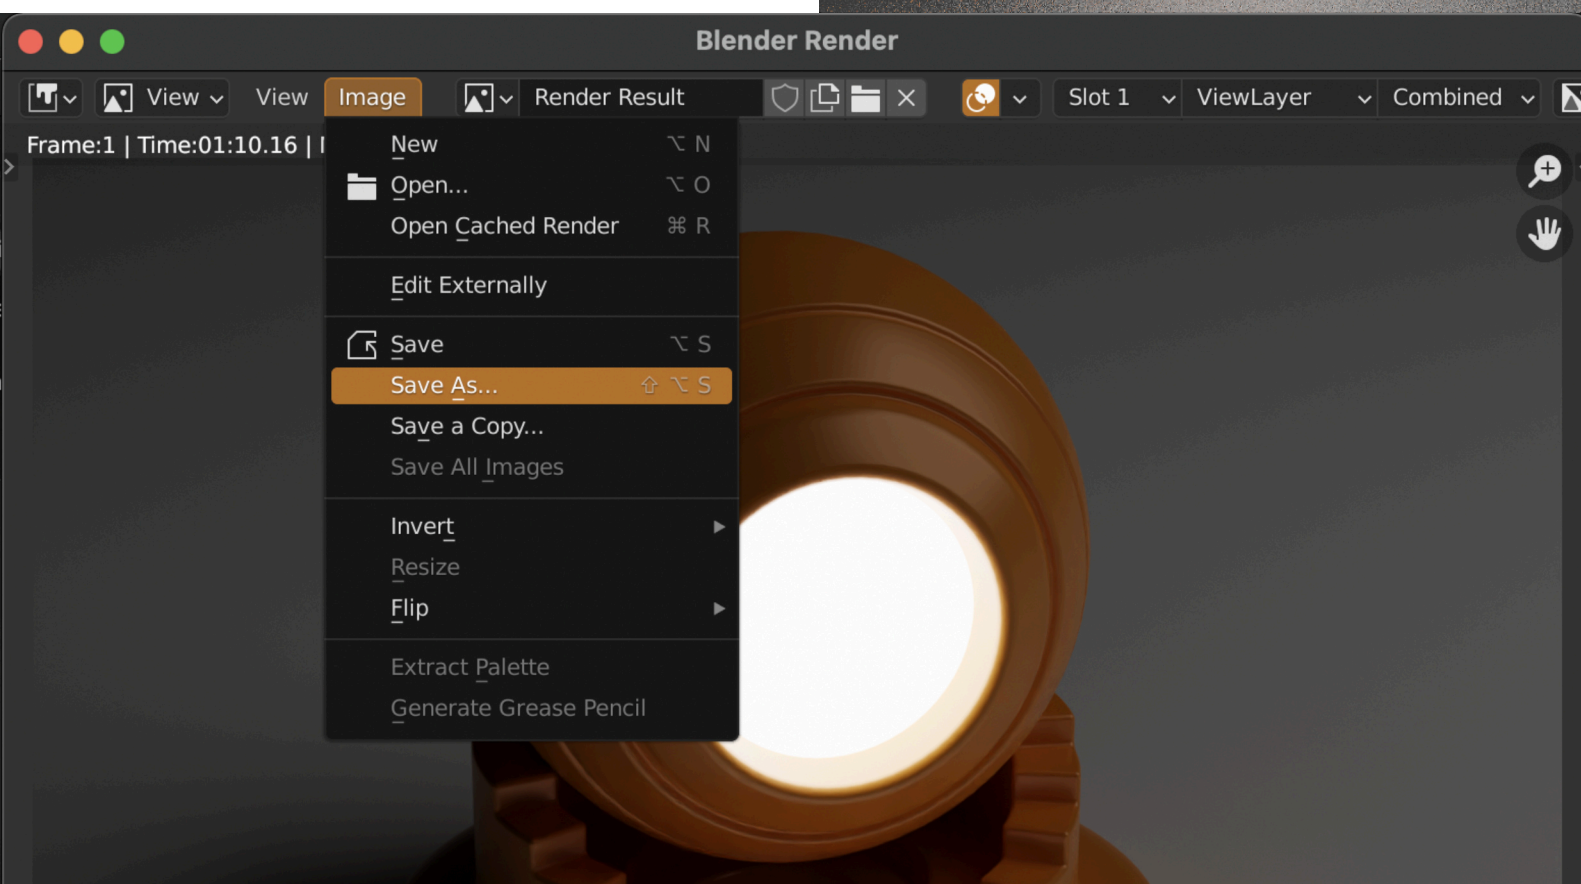 Blender Render
View View Image Render Result Slot 1 ViewLayer Combined
Frame:1 | Time:01:10.16 |
New ⌥ N
Open... ⌥ O
Open Cached Render ⌘ R
Edit Externally
Save ⌥ S
Save As... ⇧ ⌥ S
Save a Copy...
Save All Images
Invert
Resize
Flip
Extract Palette
Generate Grease Pencil